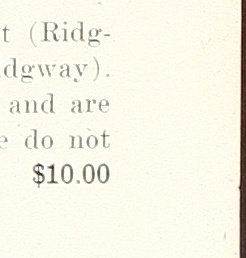 t (Ridg-
dgway).
and are
e do not
$10.00